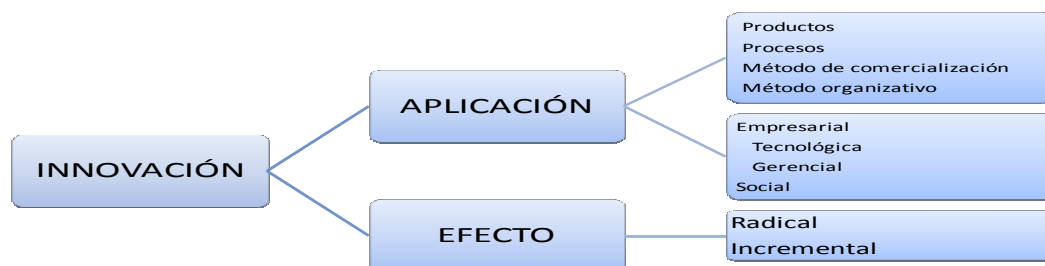 INNOVACIÓN
APLICACIÓN
Productos
Procesos
Método de comercialización
Método organizativo
Empresarial
Tecnológica
Gerencial
Social
EFECTO
Radical
Incremental